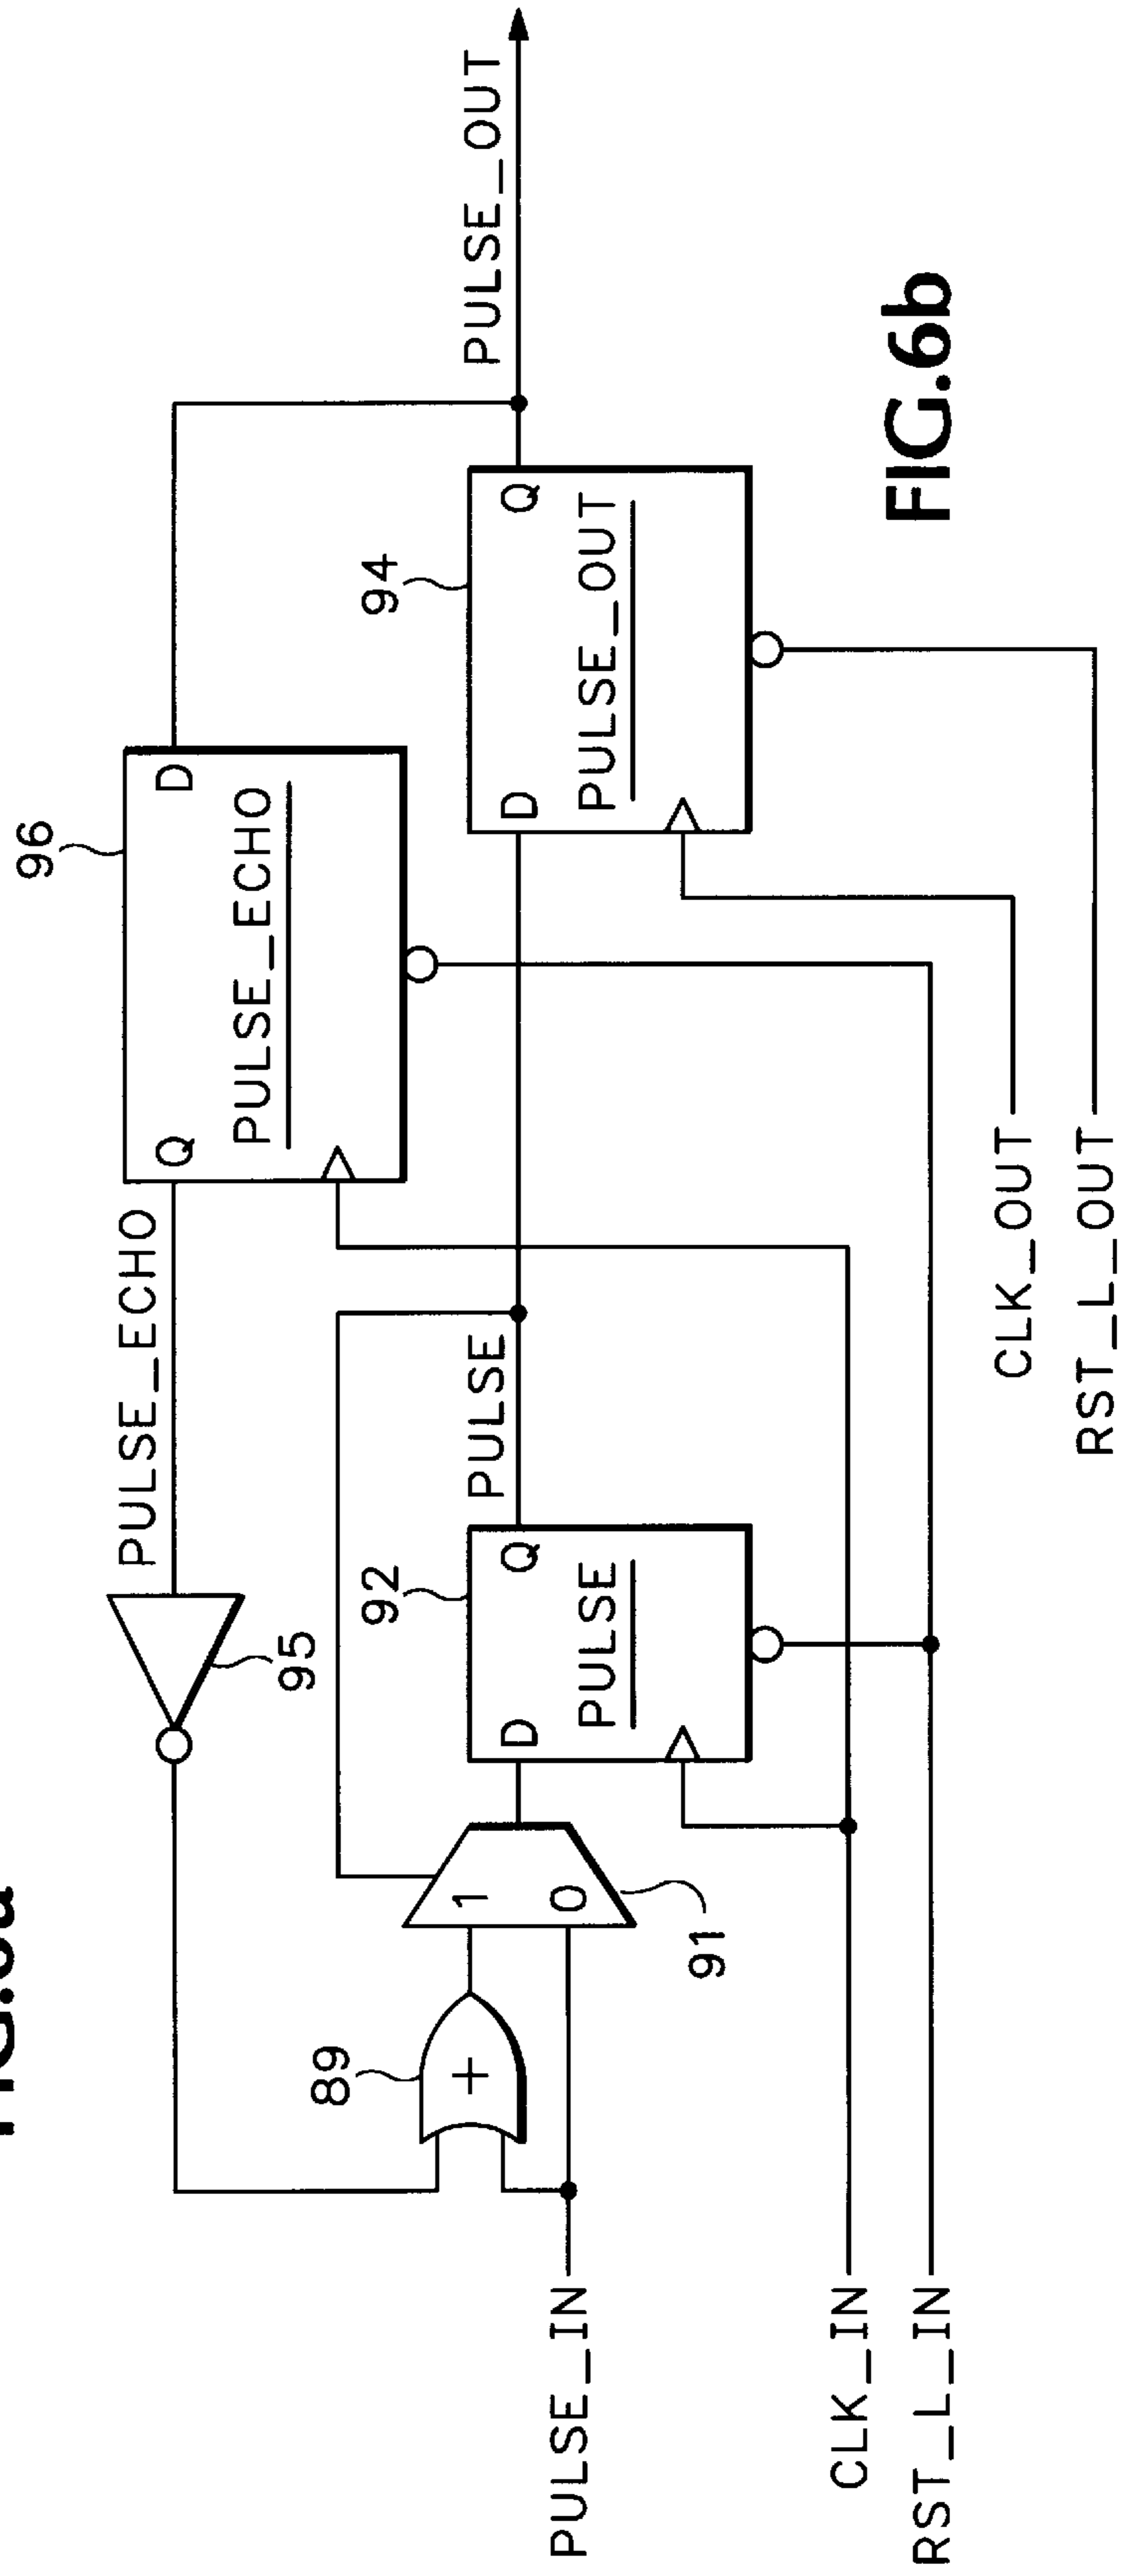 PULSE_ECHO
96
Q
D
PULSE_ECHO
95
PULSE_OUT
89
92
94
1
0
91
D
Q
PULSE
PULSE
D
Q
PULSE_OUT
PULSE_IN
CLK_IN
RST_L_IN
CLK_OUT
RST_L_OUT
+
FIG.6b